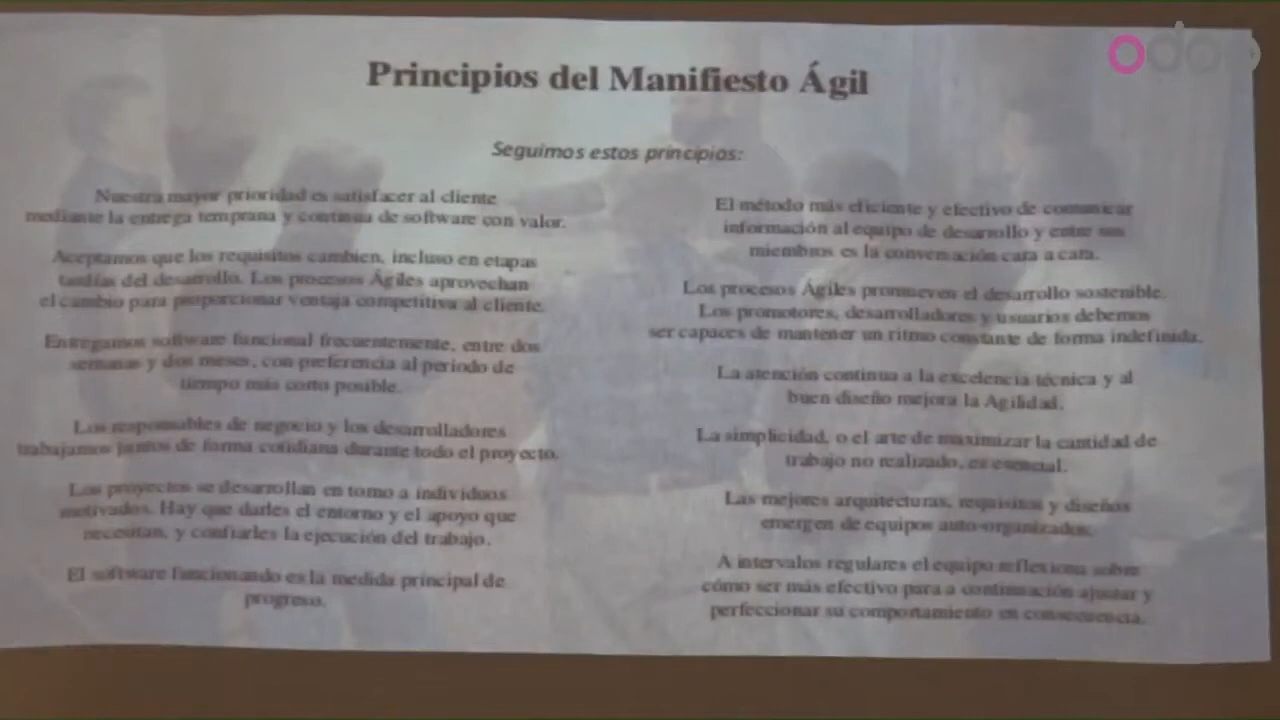 odoo
Principios del Manifiesto Ágil
Seguimos estos principios:
Nuestra mayor prioridad es satisfacer al cliente
mediante la entrega temprana y continua de software con valor.
Aceptamos que los requisitos cambien, incluso en etapas
tardías del desarrollo. Los procesos Ágiles aprovechan
el cambio para proporcionar ventaja competitiva al cliente.
Entregamos software funcional frecuentemente, entre dos
semanas y dos meses, con preferencia al periodo de
tiempo más corto posible.
Los responsables de negocio y los desarrolladores
trabajamos juntos de forma cotidiana durante todo el proyecto.
Los proyectos se desarrollan en torno a individuos
motivados. Hay que darles el entorno y el apoyo que
necesitan, y confiarles la ejecución del trabajo.
El software funcionando es la medida principal de
progreso.
El método más eficiente y efectivo de comunicar
información al equipo de desarrollo y entre sus
miembros es la conversación cara a cara.
Los procesos Ágiles promueven el desarrollo sostenible.
Los promotores, desarrolladores y usuarios debemos
ser capaces de mantener un ritmo constante de forma indefinida.
La atención continua a la excelencia técnica y al
buen diseño mejora la Agilidad.
La simplicidad, o el arte de maximizar la cantidad de
trabajo no realizado, es esencial.
Las mejores arquitecturas, requisitos y diseños
emergen de equipos auto-organizados.
A intervalos regulares el equipo reflexiona sobre
cómo ser más efectivo para a continuación ajustar y
perfeccionar su comportamiento en consecuencia.